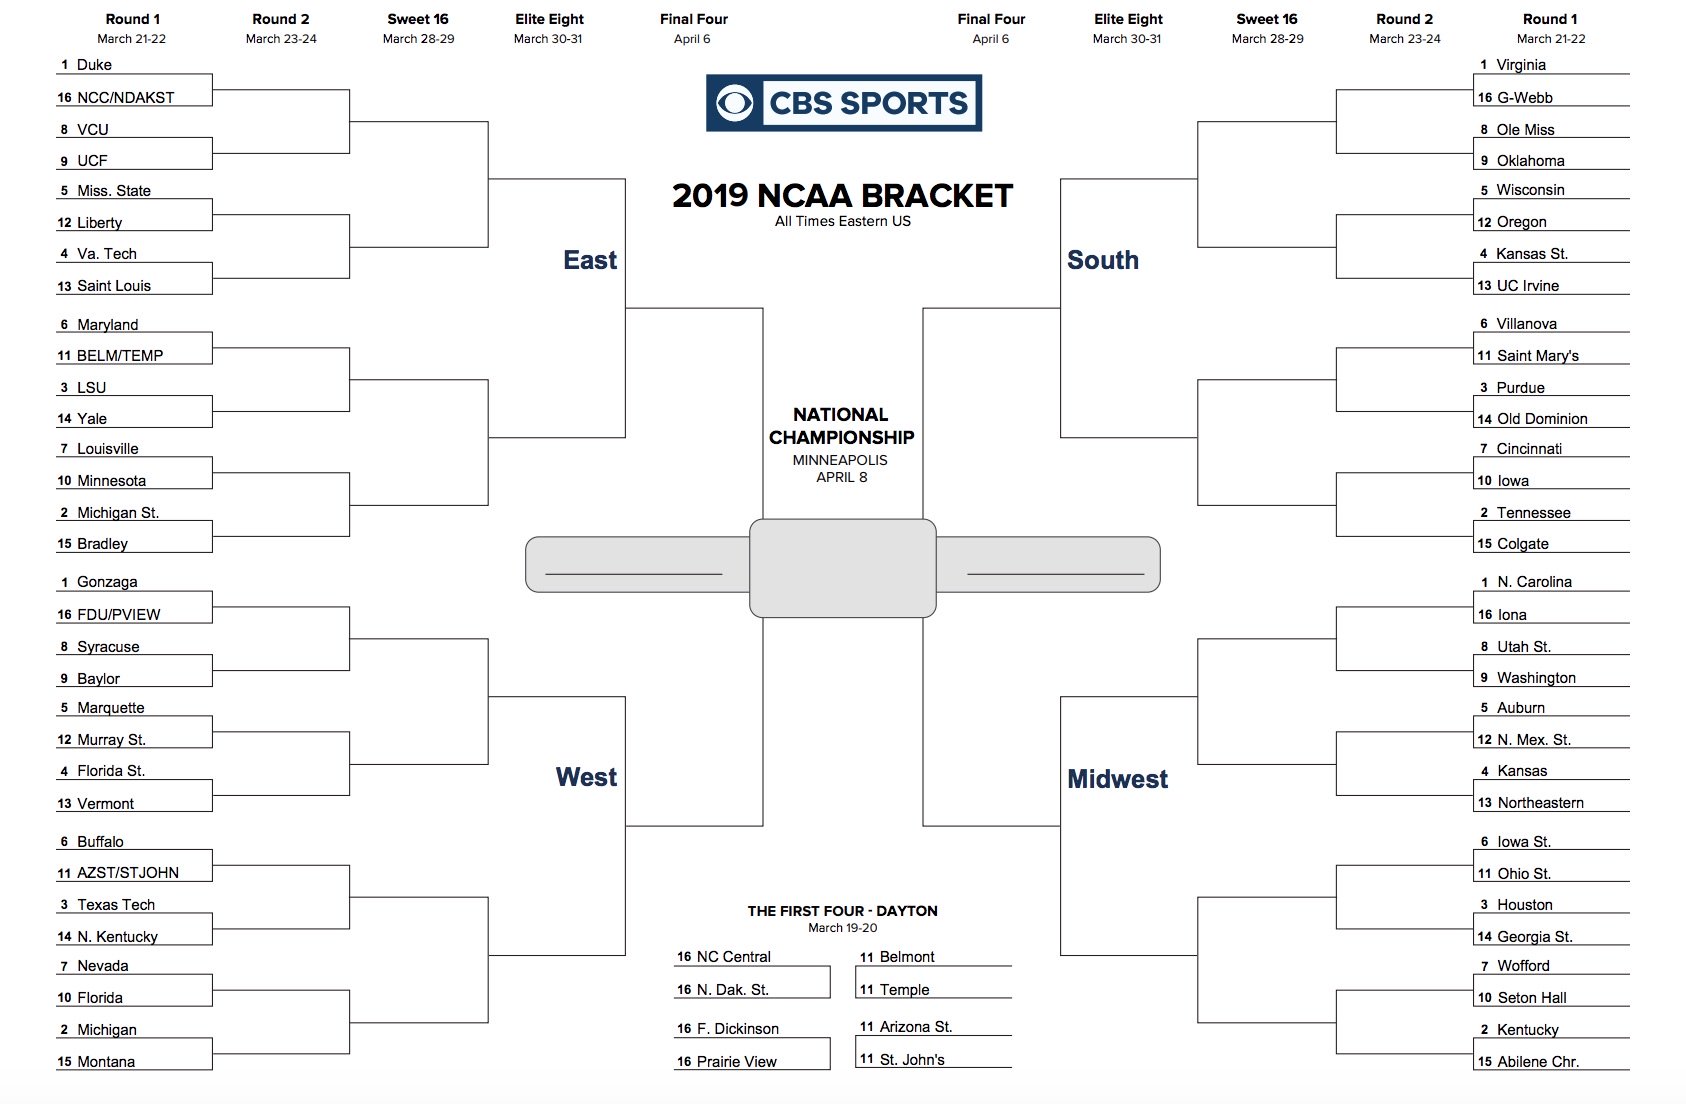 Round 1
March 21-22
Round 2
March 23-24
Sweet 16
March 28-29
Elite Eight
March 30-31
Final Four
April 6
Final Four
April 6
Elite Eight
March 30-31
Sweet 16
March 28-29
Round 2
March 23-24
Round 1
March 21-22
CBS SPORTS
2019 NCAA BRACKET
All Times Eastern US
East
1 Duke
16 NCC/NDAKST
8 VCU
9 UCF
5 Miss. State
12 Liberty
4 Va. Tech
13 Saint Louis
6 Maryland
11 BELM/TEMP
3 LSU
14 Yale
7 Louisville
10 Minnesota
2 Michigan St.
15 Bradley
West
1 Gonzaga
16 FDU/PVIEW
8 Syracuse
9 Baylor
5 Marquette
12 Murray St.
4 Florida St.
13 Vermont
6 Buffalo
11 AZST/STJOHN
3 Texas Tech
14 N. Kentucky
7 Nevada
10 Florida
2 Michigan
15 Montana
NATIONAL
CHAMPIONSHIP
MINNEAPOLIS
APRIL 8
THE FIRST FOUR - DAYTON
March 19-20
16 NC Central
16 N. Dak. St.
16 F. Dickinson
16 Prairie View
11 Belmont
11 Temple
11 Arizona St.
11 St. John's
South
1 Virginia
16 G-Webb
8 Ole Miss
9 Oklahoma
5 Wisconsin
12 Oregon
4 Kansas St.
13 UC Irvine
6 Villanova
11 Saint Mary's
3 Purdue
14 Old Dominion
7 Cincinnati
10 Iowa
2 Tennessee
15 Colgate
Midwest
1 N. Carolina
16 Iona
8 Utah St.
9 Washington
5 Auburn
12 N. Mex. St.
4 Kansas
13 Northeastern
6 Iowa St.
11 Ohio St.
3 Houston
14 Georgia St.
7 Wofford
10 Seton Hall
2 Kentucky
15 Abilene Chr.